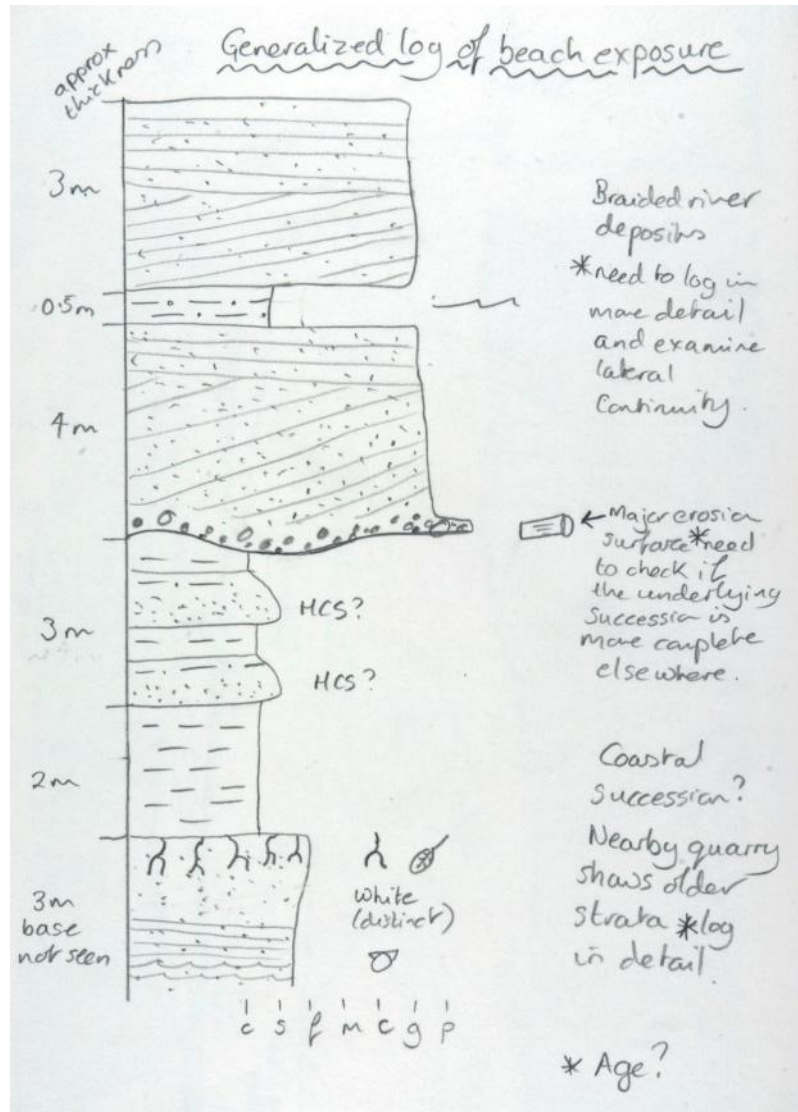 Generalized log of beach exposure
approx
thickness
3m
Braided river
deposits
*need to log in
more detail
and examine
lateral
continuity.
0.5m
4m
←Major erosion
surface *need
to check if
the underlying
succession is
more complete
elsewhere.
3m
HCS?
HCS?
2m
Coastal
succession?
Nearby quarry
shows older
strata *log
in detail
3m
base
not seen
White
(distinct)
c s f m c g p
* Age?